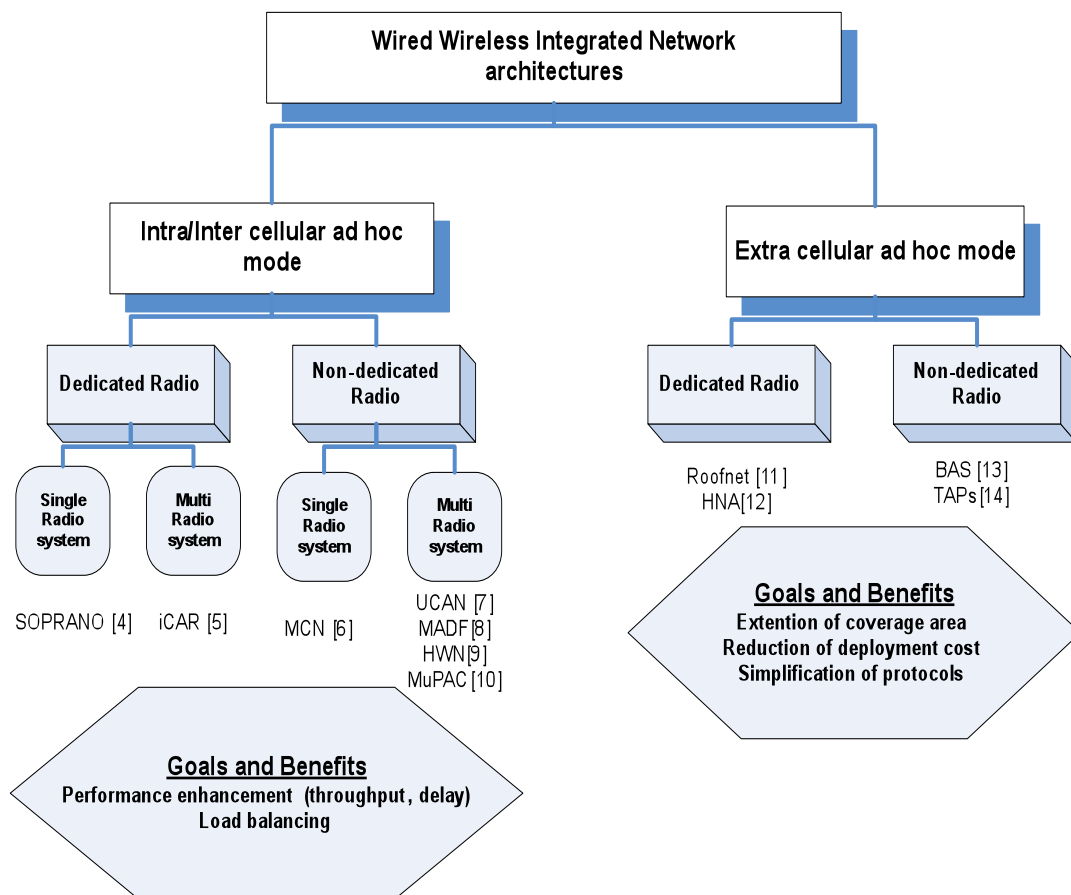 Wired Wireless Integrated Network
architectures
Intra/Inter cellular ad hoc
mode
Extra cellular ad hoc mode
Dedicated Radio
Non-dedicated
Radio
Dedicated Radio
Non-dedicated
Radio
Single
Radio
system
Multi
Radio
system
Single
Radio
system
Multi
Radio
system
SOPRANO [4]
iCAR [5]
MCN [6]
UCAN [7]
MADF[8]
HWN[9]
MuPAC[10]
Roofnet [11]
HNA[12]
BAS [13]
TAPs[14]
Goals and Benefits
Performance enhancement (throughput, delay)
Load balancing
Goals and Benefits
Extention of coverage area
Reduction of deployment cost
Simplification of protocols